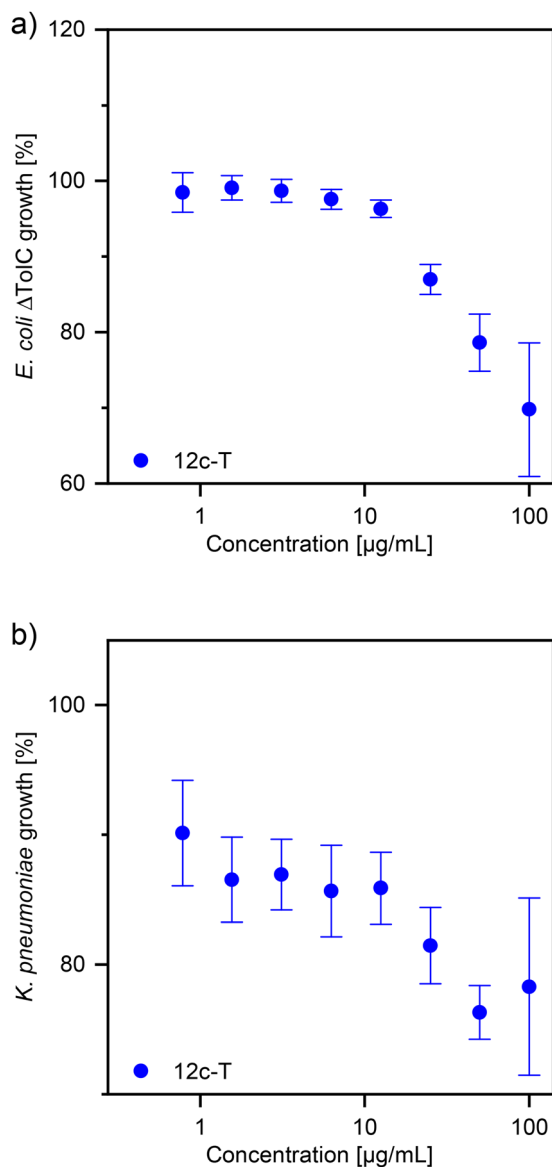 a)
120
100
80
60
E. coli ΔTolC growth [%]
12c-T
1
10
100
Concentration [µg/mL]
b)
100
80
K. pneumoniae growth [%]
12c-T
1
10
100
Concentration [µg/mL]